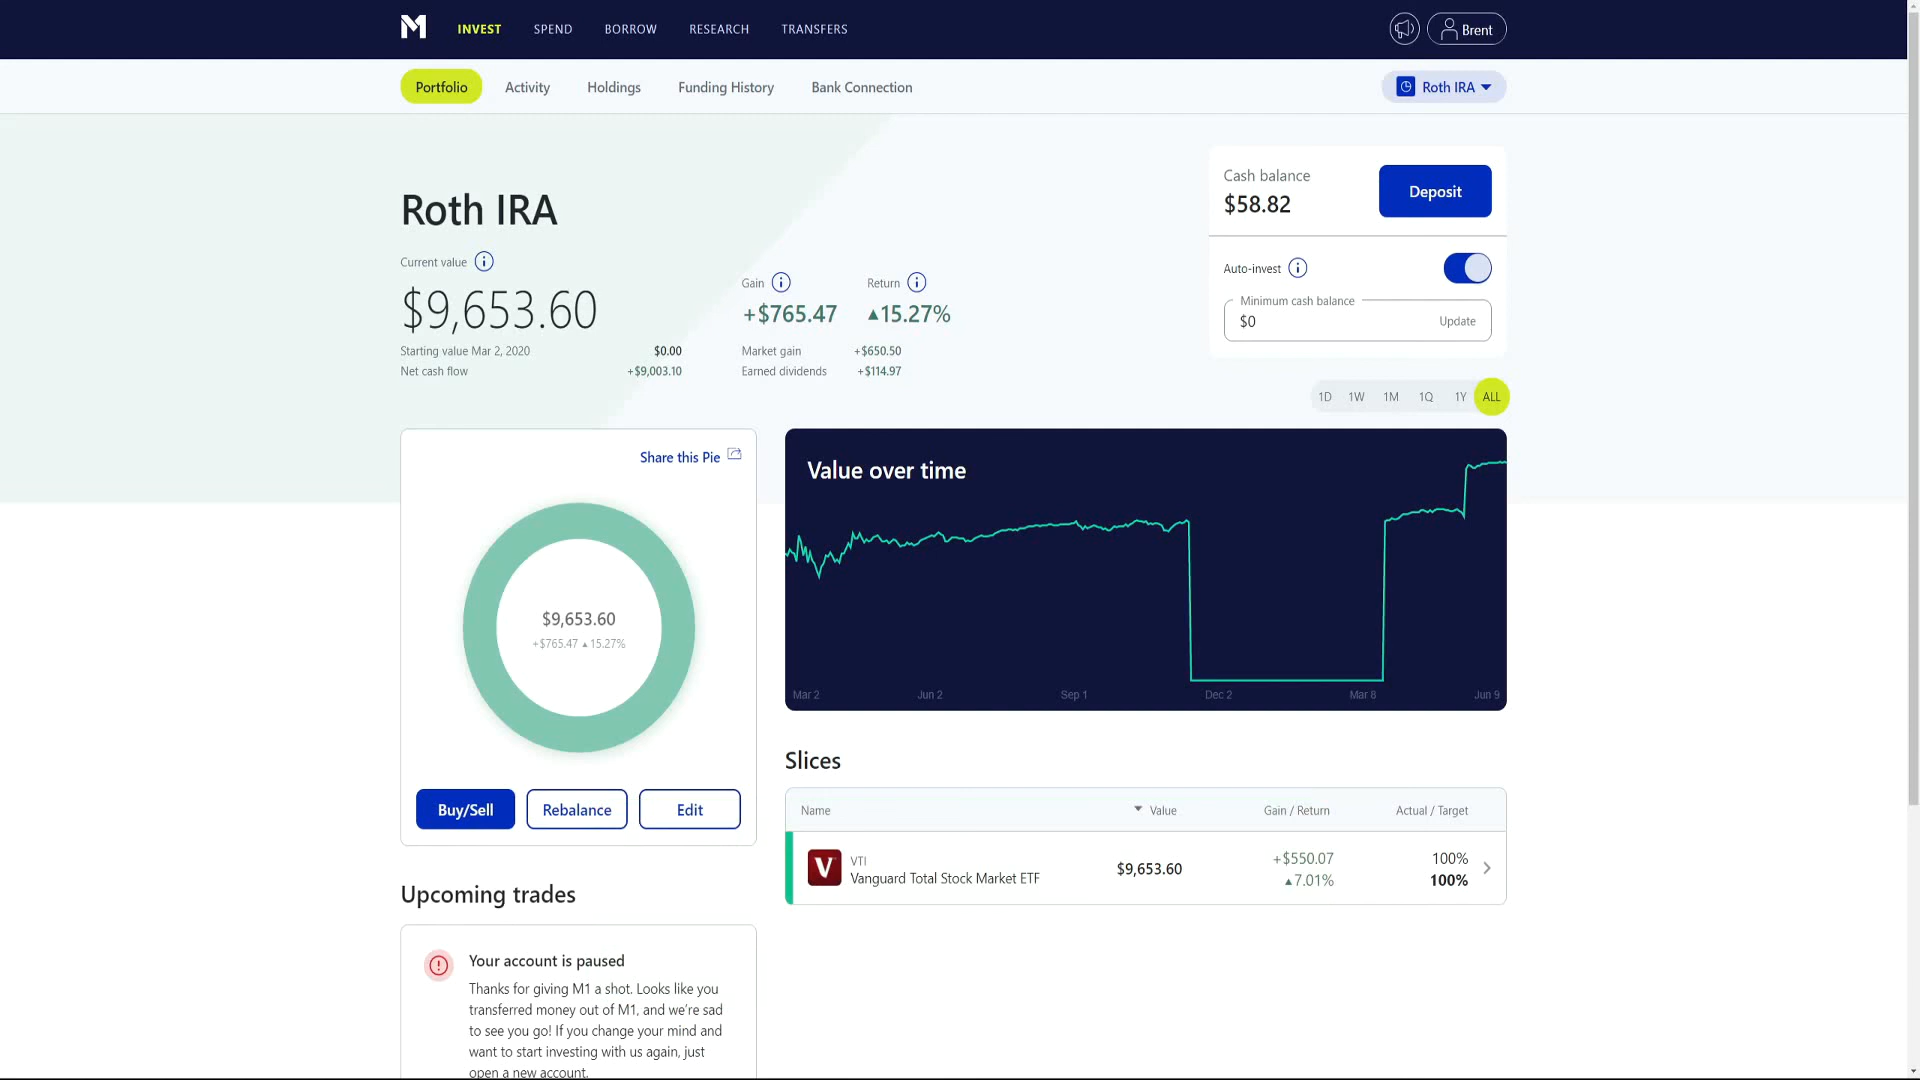 M
INVEST
SPEND
BORROW
RESEARCH
TRANSFERS
Brent
Portfolio
Activity
Holdings
Funding History
Bank Connection
Roth IRA
Roth IRA
Current value
$9,653.60
Starting value Mar 2, 2020
$0.00
Net cash flow
+$9,003.10
Gain
+$765.47
Return
▲15.27%
Market gain
+$650.50
Earned dividends
+$114.97
Cash balance
$58.82
Deposit
Auto-invest
Minimum cash balance
$0
Update
1D
1W
1M
1Q
1Y
ALL
Share this Pie
$9,653.60
+$765.47 ▲15.27%
Buy/Sell
Rebalance
Edit
Value over time
Mar 2
Jun 2
Sep 1
Dec 2
Mar 8
Jun 9
Slices
Name
Value
Gain / Return
Actual / Target
V
VTI
Vanguard Total Stock Market ETF
$9,653.60
+$550.07
▲7.01%
100%
100%
Upcoming trades
Your account is paused
Thanks for giving M1 a shot. Looks like you
transferred money out of M1, and we're sad
to see you go! If you change your mind and
want to start investing with us again, just
open a new account.